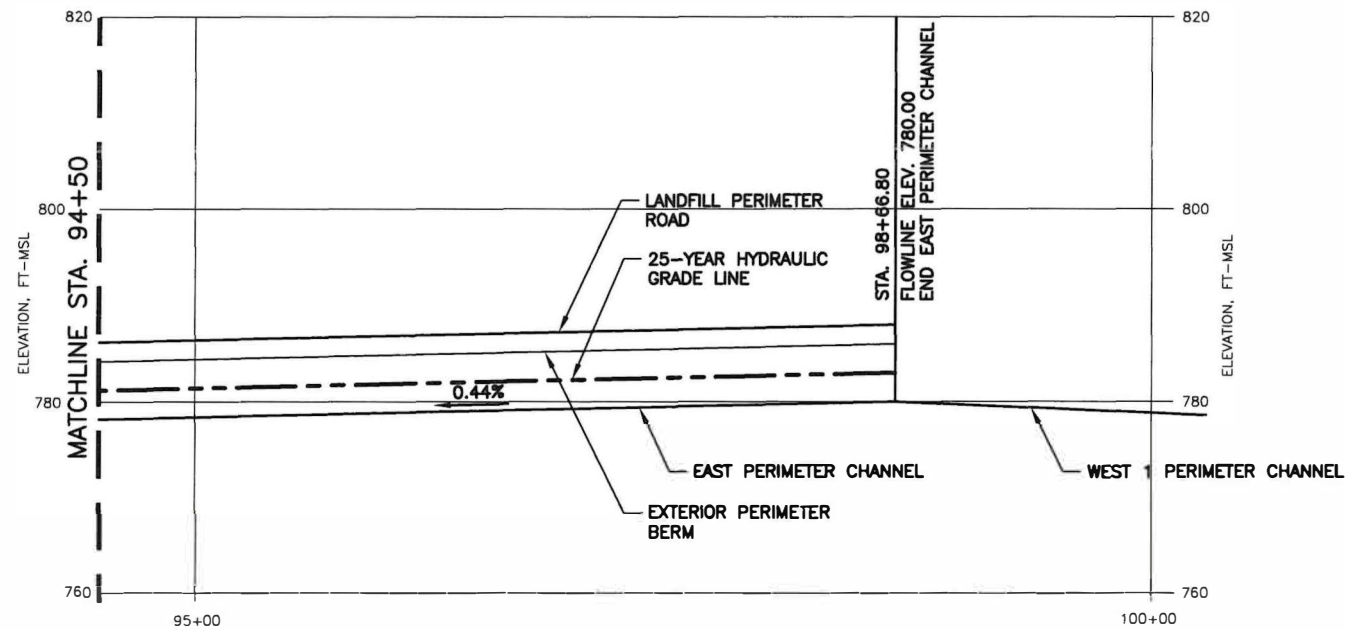 820
820
STA. 98+66.80
FLOWLINE ELEV. 780.00
END EAST PERIMETER CHANNEL
MATCHLINE STA. 94+50
ELEVATION, FT-MSL
800
LANDFILL PERIMETER
ROAD
800
25-YEAR HYDRAULIC
GRADE LINE
ELEVATION, FT-MSL
0.44%
780
780
EAST PERIMETER CHANNEL
WEST 1 PERIMETER CHANNEL
EXTERIOR PERIMETER
BERM
760
760
95+00
100+00